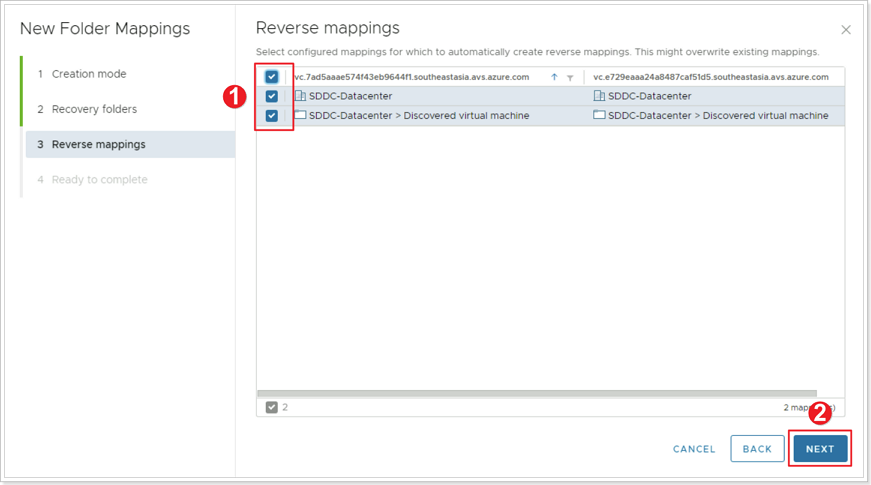 New Folder Mappings
1 Creation mode
2 Recovery folders
3 Reverse mappings
4 Ready to complete
Reverse mappings
Select configured mappings for which to automatically create reverse mappings. This might overwrite existing mappings.
1
vc.7ad5aaae574f43eb9644f1.southeastasia.avs.azure.com vc.e729eaaa24a8487caf51d5.southeastasia.avs.azure.com
SDDC-Datacenter SDDC-Datacenter
SDDC-Datacenter > Discovered virtual machine SDDC-Datacenter > Discovered virtual machine
2
2
CANCEL BACK NEXT